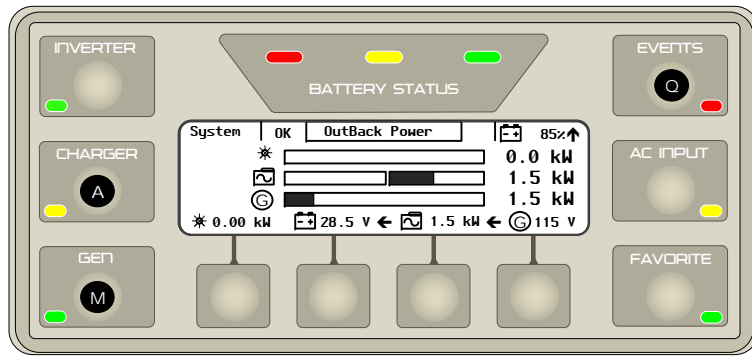 INVERTER
BATTERY STATUS
EVENTS
Q
CHARGER
A
AC INPUT
GEN
M
FAVORITE
System OK OutBack Power 85%
0.0 kW
1.5 kW
G 1.5 kW
0.00 kW 28.5 V 1.5 kW G 115 V